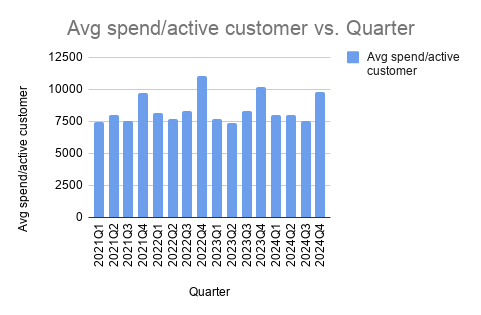 Avg spend/active customer vs. Quarter
Avg spend/active
customer
12500
10000
7500
5000
2500
0
Avg spend/active customer
2021Q1
2021Q2
2021Q3
2021Q4
2022Q1
2022Q2
2022Q3
2022Q4
2023Q1
2023Q2
2023Q3
2023Q4
2024Q1
2024Q2
2024Q3
2024Q4
Quarter